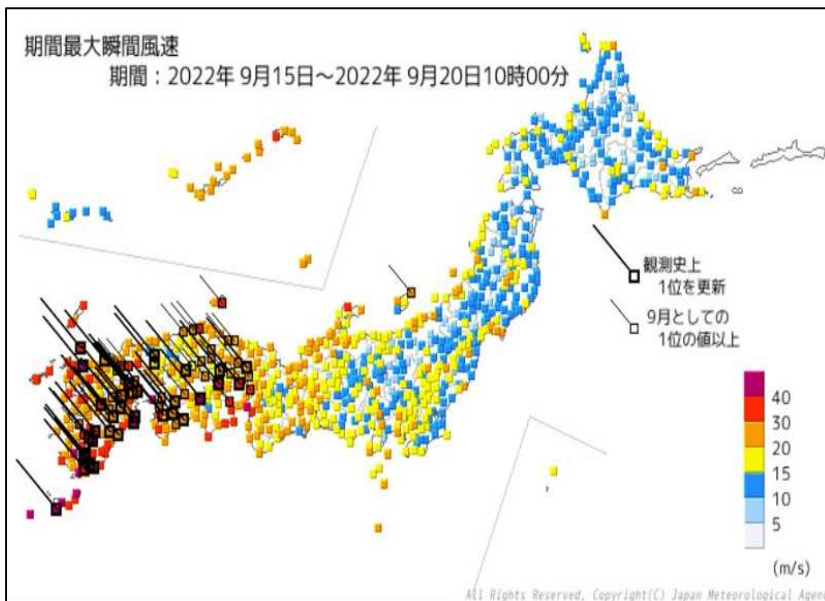 期間最大瞬間風速
期間：2022年 9月15日～2022年 9月20日10時00分
観測史上
1位を更新
9月としての
1位の値以上
40
30
20
15
10
5
(m/s)
All Rights Reserved, Copyright(C) Japan Meteorological Agen